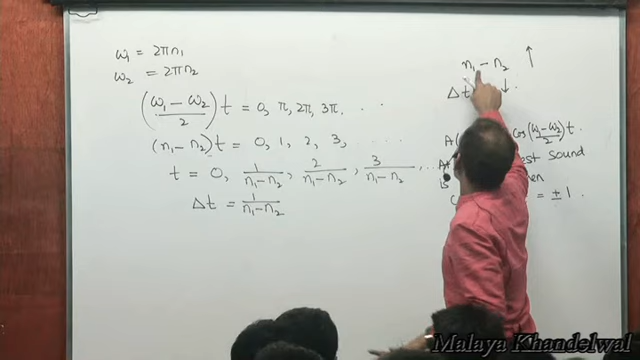 ω₁ = 2πn₁
ω₂ = 2πn₂
(ω₁ − ω₂ / 2) t = 0, π, 2π, 3π, . . .
(n₁ − n₂) t = 0, 1, 2, 3, . . . .
t = 0, 1/(n₁−n₂), 2/(n₁−n₂), 3/(n₁−n₂), ...
Δt = 1/(n₁−n₂)
n₁ − n₂ ↑
Δt ↓ .
A( cos(ω₁−ω₂ / 2) t.
sound
= ± 1 .
Malaya Khandelwal